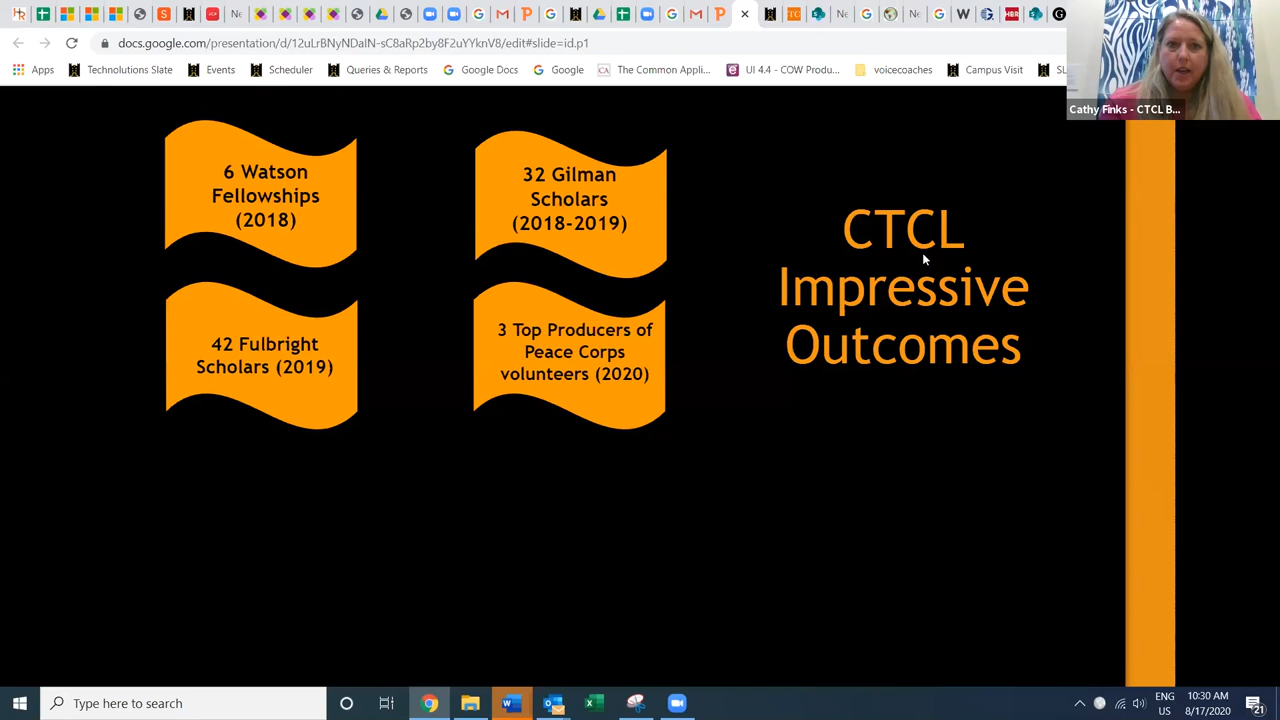 docs.google.com/presentation/d/12uLrBNyNDaIN-sC8aRp2by8F2uYYknV8/edit#slide=id.p1
Apps Technolutions Slate Events Scheduler Queries & Reports Google Docs Google The Common Appli... UI 4.4 - COW Produ... voicecoaches Campus Visit
Cathy Finks - CTCL B...
6 Watson
Fellowships
(2018)
32 Gilman
Scholars
(2018-2019)
42 Fulbright
Scholars (2019)
3 Top Producers of
Peace Corps
volunteers (2020)
CTCL
Impressive
Outcomes
Type here to search
ENG
US
10:30 AM
8/17/2020
21